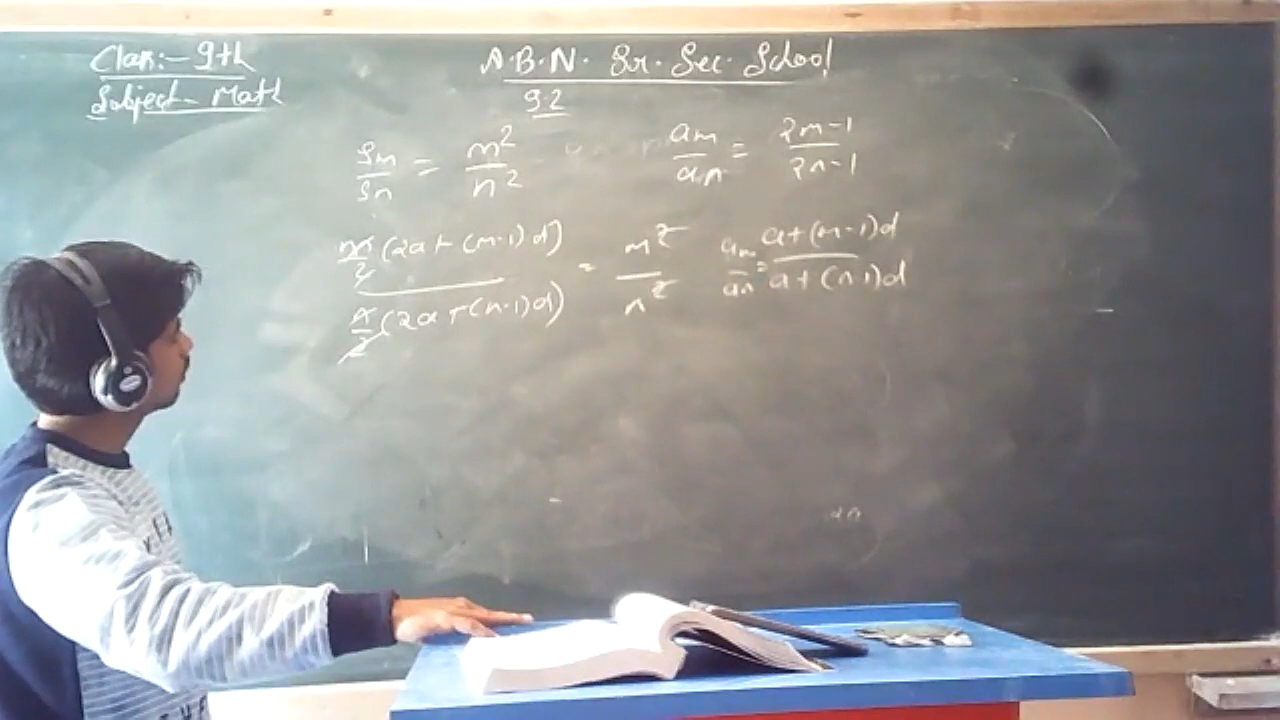 Class:- 9th
A.B.N. Sr. Sec. School
Subject- Math
9.2
Sm/Sn = m²/n²
am/an = 2m-1/2n-1
m/2 (2a + (m-1) d) / n/2 (2a + (n-1) d) = m²/n²
am/an = a + (m-1)d / a + (n-1)d